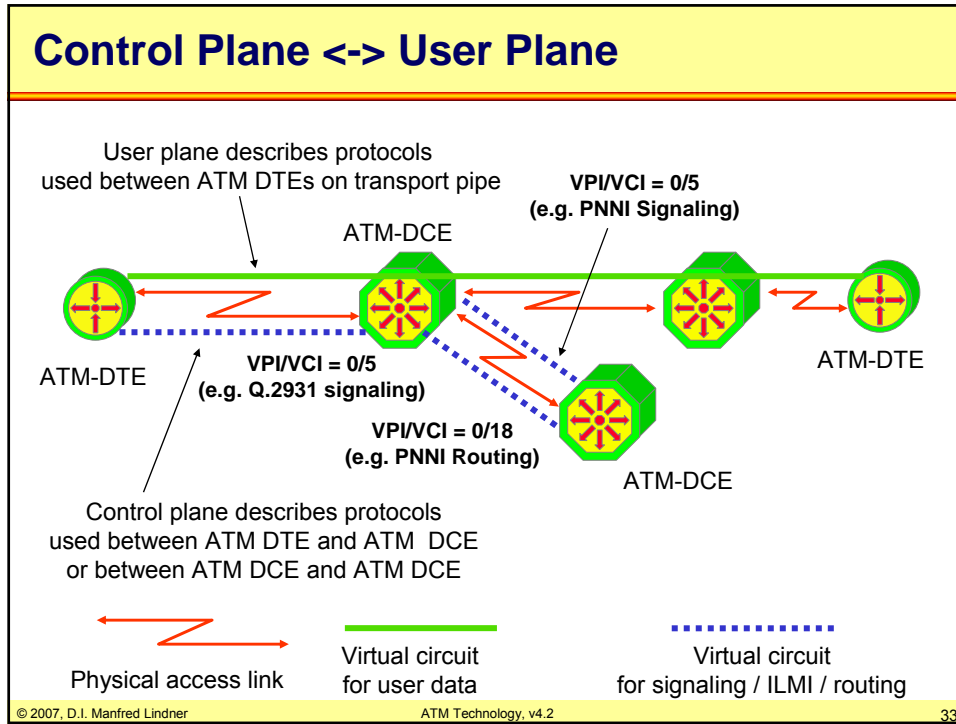 Control Plane <-> User Plane
User plane describes protocols
used between ATM DTEs on transport pipe
VPI/VCI = 0/5
(e.g. PNNI Signaling)
ATM-DCE
ATM-DTE
VPI/VCI = 0/5
(e.g. Q.2931 signaling)
ATM-DTE
VPI/VCI = 0/18
(e.g. PNNI Routing)
ATM-DCE
Control plane describes protocols
used between ATM DTE and ATM DCE
or between ATM DCE and ATM DCE
Physical access link
Virtual circuit
for user data
Virtual circuit
for signaling / ILMI / routing
© 2007, D.I. Manfred Lindner
ATM Technology, v4.2
33